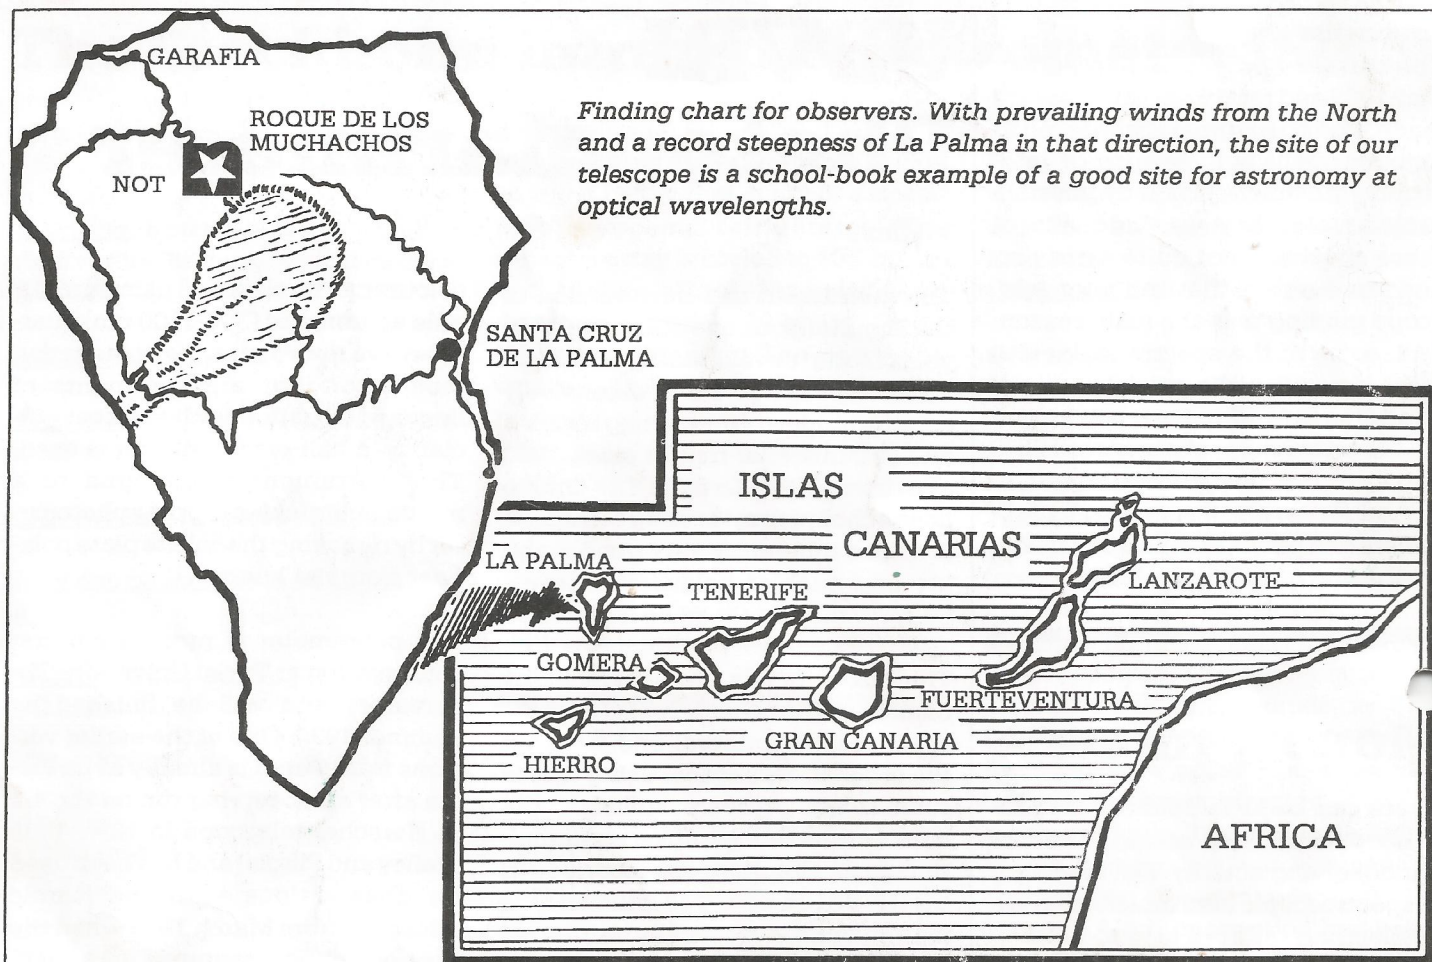 GARAFIA
ROQUE DE LOS
MUCHACHOS
NOT
Finding chart for observers. With prevailing winds from the North
and a record steepness of La Palma in that direction, the site of our
telescope is a school-book example of a good site for astronomy at
optical wavelengths.
SANTA CRUZ
DE LA PALMA
ISLAS
CANARIAS
LA PALMA
TENERIFE
LANZAROTE
GOMERA
FUERTEVENTURA
GRAN CANARIA
HIERRO
AFRICA